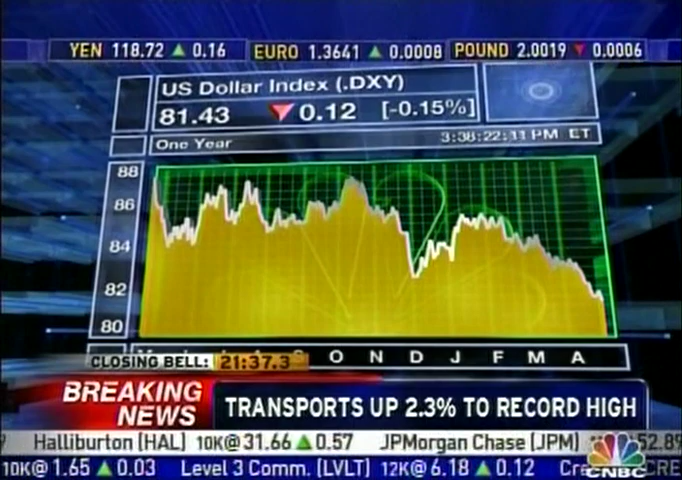 YEN 118.72 ▲ 0.16 EURO 1.3641 ▲ 0.0008 POUND 2.0019 ▼ 0.0006
US Dollar Index (.DXY)
81.43 ▼ 0.12 [-0.15%]
One Year 3:38:22:11 PM ET
88
86
84
82
80
O N D J F M A
CLOSING BELL: 21:37.3
BREAKING NEWS
TRANSPORTS UP 2.3% TO RECORD HIGH
Halliburton (HAL) 10K@31.66 ▲ 0.57 JPMorgan Chase (JPM)
10K@1.65 ▲ 0.03 Level 3 Comm. (LVLT) 12K@6.18 ▲ 0.12
CNBC